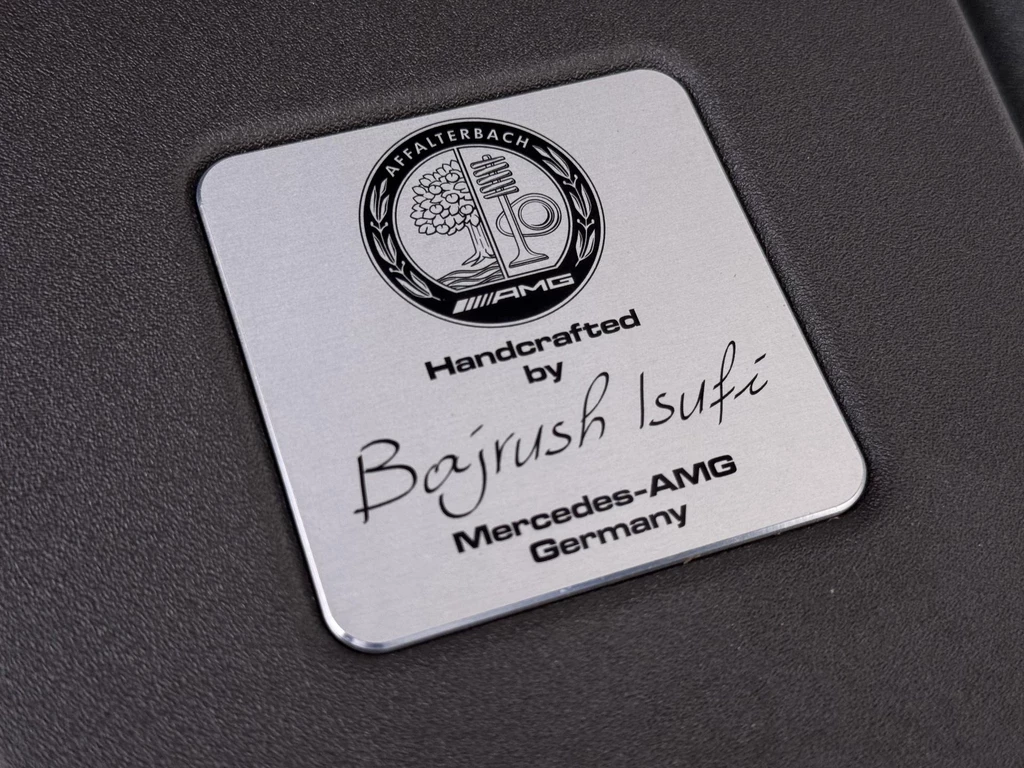 AFFALTERBACH
AMG
Handcrafted
by
Bajrush Isufi
Mercedes-AMG
Germany